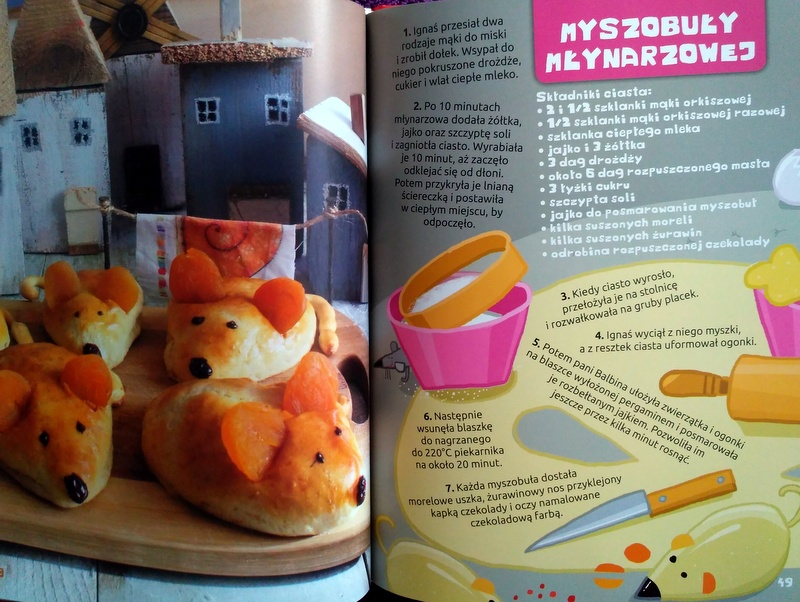 MYSZOBUŁY
MŁYNARZOWEJ
Składniki ciasta:
• 2 i 1/2 szklanki mąki orkiszowej
• 1/2 szklanki mąki orkiszowej razowej
• szklanka ciepłego mleka
• jajko i 3 żółtka
• 3 dag drożdży
• około 6 dag rozpuszczonego masła
• 3 łyżki cukru
• szczypta soli
• jajko do posmarowania myszobuł
• kilka suszonych moreli
• kilka suszonych żurawin
• odrobina rozpuszczonej czekolady
1. Ignaś przesiał dwa
rodzaje mąki do miski
i zrobił dołek. Wsypał do
niego pokruszone drożdże,
cukier i wlał ciepłe mleko.
2. Po 10 minutach
młynarzowa dodała żółtka,
jajko oraz szczyptę soli
i zagniotła ciasto. Wyrabiała
je 10 minut, aż zaczęło
odklejać się od dłoni.
Potem przykryła je lnianą
ściereczką i postawiła
w ciepłym miejscu, by
odpoczęło.
3. Kiedy ciasto wyrosło,
przełożyła je na stolnicę
i rozwałkowała na gruby placek.
4. Ignaś wyciął z niego myszki,
a z resztek ciasta uformował ogonki.
5. Potem pani Balbina ułożyła zwierzątka i ogonki
na blaszce wyłożonej pergaminem i posmarowała
je rozbełtanym jajkiem. Pozwoliła im
jeszcze przez kilka minut rosnąć.
6. Następnie
wsunęła blaszkę
do nagrzanego
do 220°C piekarnika
na około 20 minut.
7. Każda myszobuła dostała
morelowe uszka, żurawinowy nos przyklejony
kapką czekolady i oczy namalowane
czekoladową farbą.
49